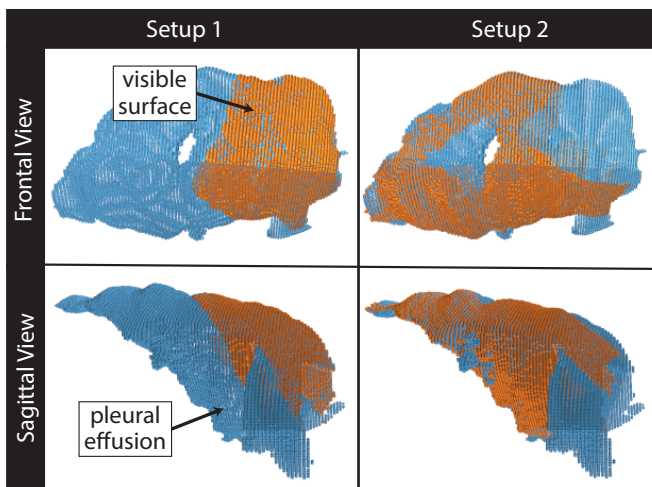 Setup 1
Setup 2
Frontal View
visible
surface
Sagittal View
pleural
effusion